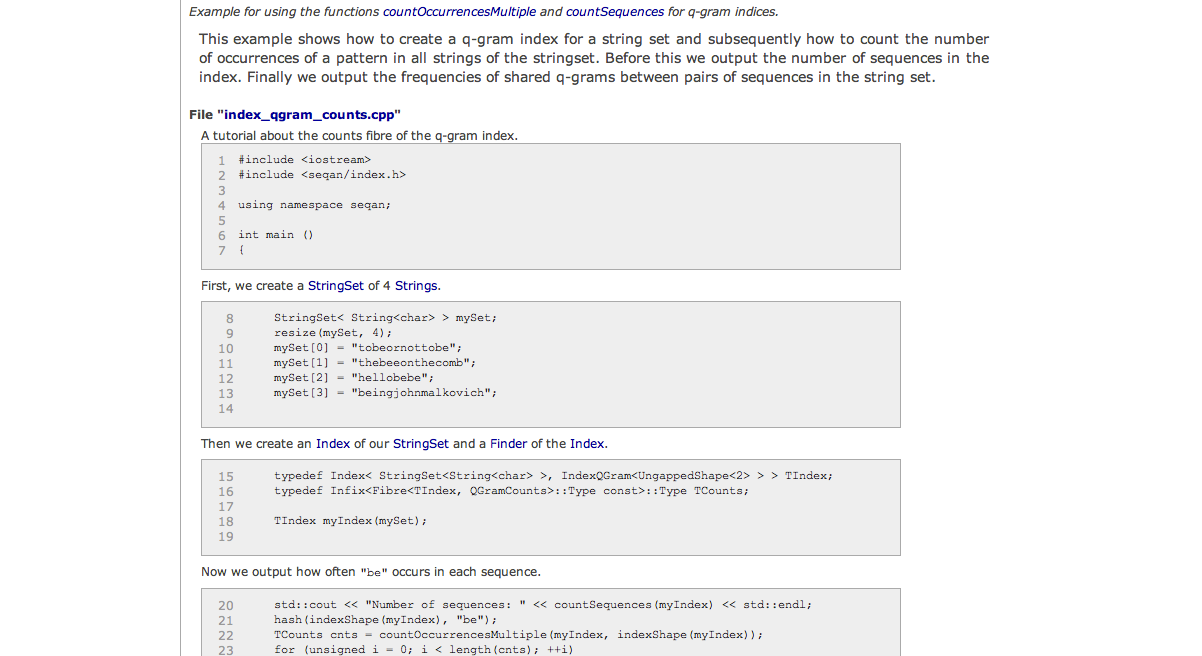 Example for using the functions countOccurrencesMultiple and countSequences for q-gram indices.
This example shows how to create a q-gram index for a string set and subsequently how to count the number
of occurrences of a pattern in all strings of the stringset. Before this we output the number of sequences in the
index. Finally we output the frequencies of shared q-grams between pairs of sequences in the string set.
File "index_qgram_counts.cpp"
A tutorial about the counts fibre of the q-gram index.
1 #include <iostream>
2 #include <seqan/index.h>
3
4 using namespace seqan;
5
6 int main ()
7 {
First, we create a StringSet of 4 Strings.
8 StringSet< String<char> > mySet;
9 resize(mySet, 4);
10 mySet[0] = "tobeornottobe";
11 mySet[1] = "thebeeonthecomb";
12 mySet[2] = "hellobebe";
13 mySet[3] = "beingjohnmalkovich";
14
Then we create an Index of our StringSet and a Finder of the Index.
15 typedef Index< StringSet<String<char> >, IndexQGram<UngappedShape<2> > > TIndex;
16 typedef Infix<Fibre<TIndex, QGramCounts>::Type const>::Type TCounts;
17
18 TIndex myIndex(mySet);
19
Now we output how often "be" occurs in each sequence.
20 std::cout << "Number of sequences: " << countSequences(myIndex) << std::endl;
21 hash(indexShape(myIndex), "be");
22 TCounts cnts = countOccurrencesMultiple(myIndex, indexShape(myIndex));
23 for (unsigned i = 0; i < length(cnts); ++i)